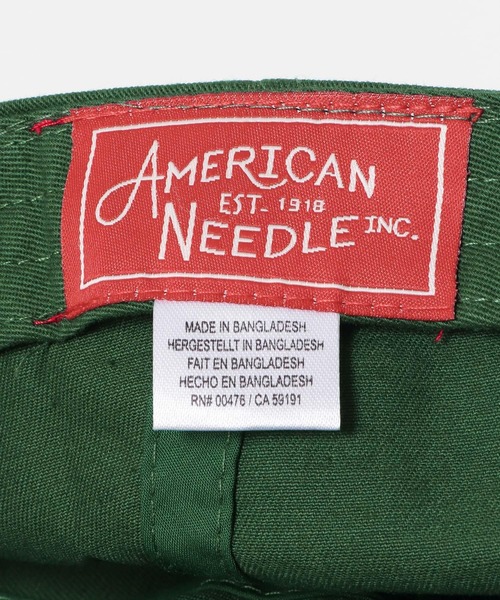 AMERICAN
EST- 1918
NEEDLE INC.
MADE IN BANGLADESH
HERGESTELLT IN BANGLADESH
FAIT EN BANGLADESH
HECHO EN BANGLADESH
RN# 00476 / CA 59191